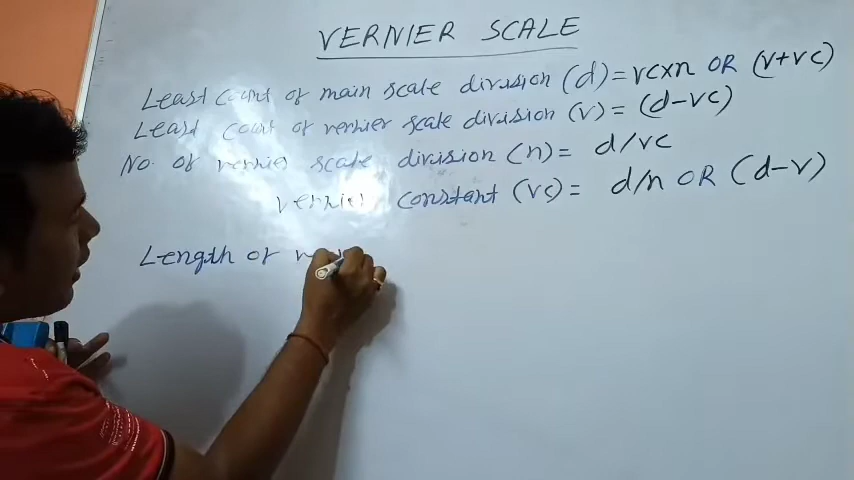 VERNIER SCALE
Least count of main scale division (d) = VCxn OR (V+VC)
Least count of vernier scale division (V) = (d-VC)
No. of vernier scale division (n) = d/VC
vernier constant (VC) = d/n OR (d-V)
Length of